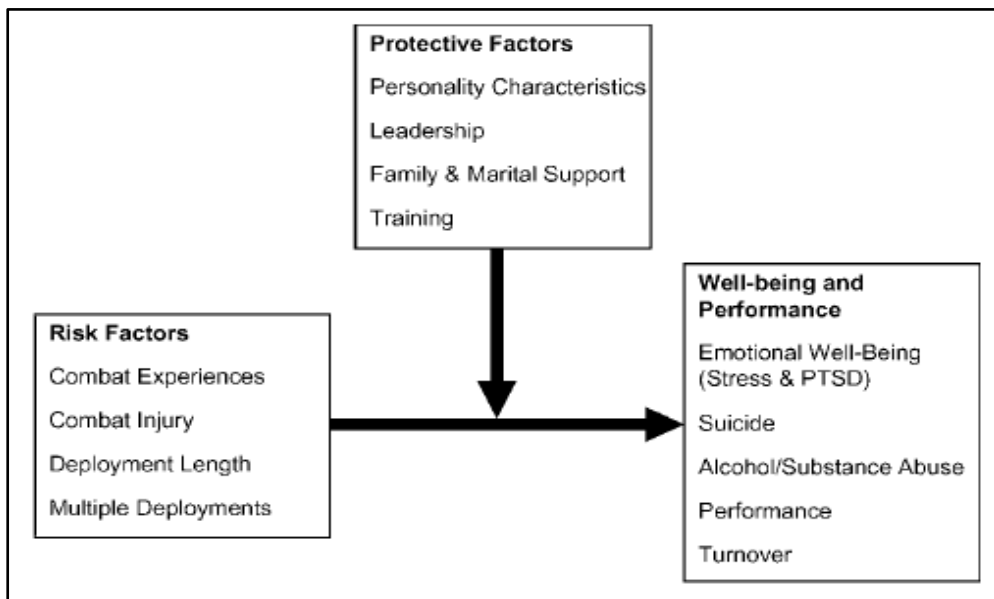 Protective Factors
Personality Characteristics
Leadership
Family & Marital Support
Training
Risk Factors
Combat Experiences
Combat Injury
Deployment Length
Multiple Deployments
Well-being and
Performance
Emotional Well-Being
(Stress & PTSD)
Suicide
Alcohol/Substance Abuse
Performance
Turnover